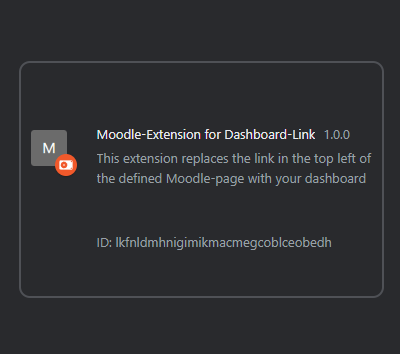 M
Moodle-Extension for Dashboard-Link 1.0.0
This extension replaces the link in the top left of
the defined Moodle-page with your dashboard
ID: lkfnldmhnigimikmacmegcoblceobedh